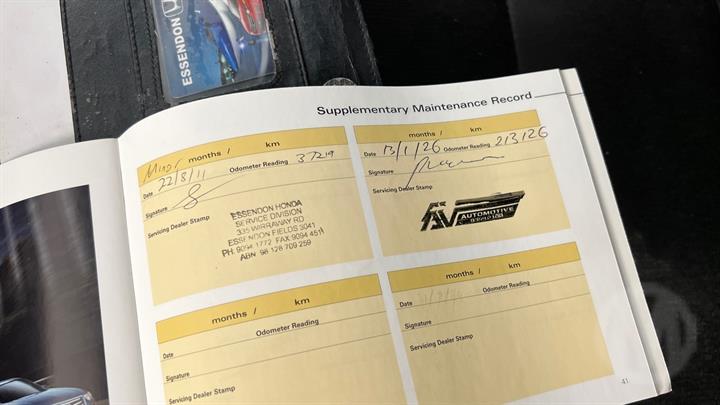 ESSENDON
Supplementary Maintenance Record
Minor months / km
Date 22/8/11 Odometer Reading 37219
Signature
Servicing Dealer Stamp
ESSENDON HONDA
SERVICE DIVISION
335 WIRRAWAY RD
ESSENDON FIELDS 3041
PH: 9094 1772 FAX 9094 4511
ABN 98 128 709 259
months / km
Date 13/1/26 Odometer Reading 213126
Signature
Servicing Dealer Stamp
AV AUTOMOTIVE
months / km
Date Odometer Reading
Signature
Servicing Dealer Stamp
months / km
Date Odometer Reading
Signature
Servicing Dealer Stamp
41